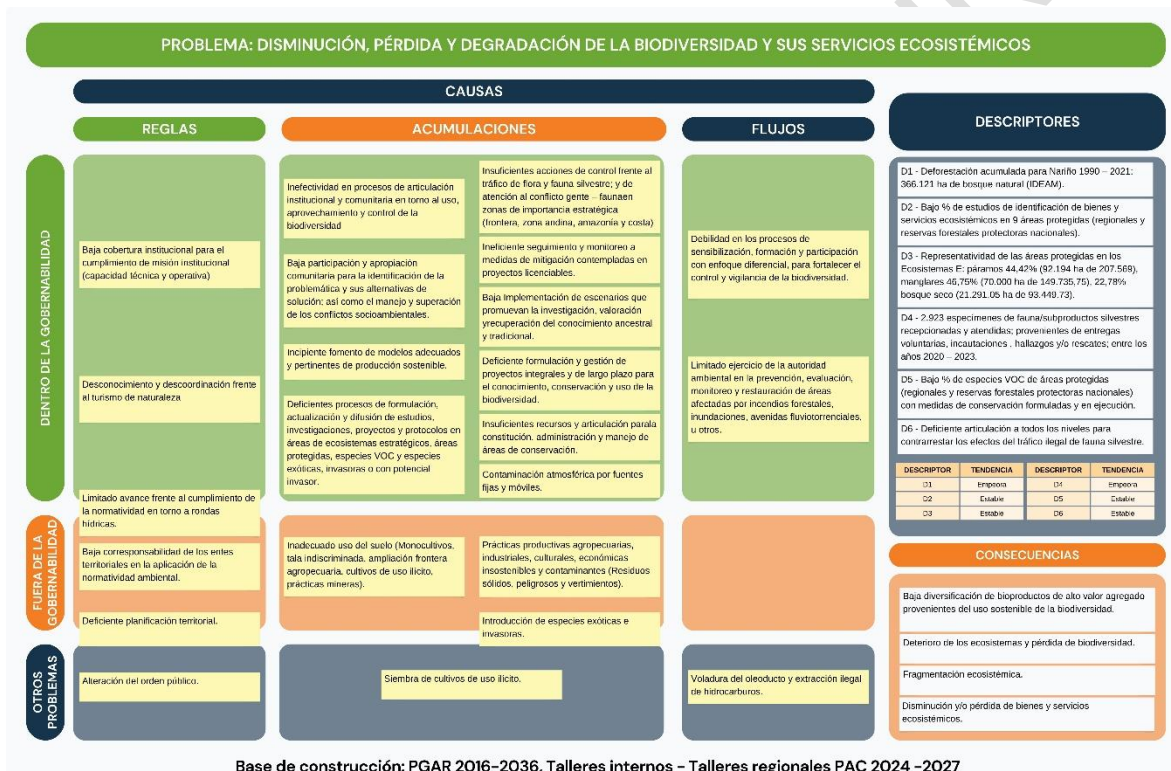 PROBLEMA: DISMINUCIÓN, PÉRDIDA Y DEGRADACIÓN DE LA BIODIVERSIDAD Y SUS SERVICIOS ECOSISTÉMICOS
CAUSAS
REGLAS
ACUMULACIONES
FLUJOS
DENTRO DE LA GOBERNABILIDAD
Baja cobertura institucional para el
cumplimiento de misión institucional
(capacidad técnica y operativa)
Desconocimiento y descoordinación frente
al turismo de naturaleza
Limitado avance frente al cumplimiento de
la normatividad en torno a rondas
hídricas.
Inefectividad en procesos de articulación
institucional y comunitaria en torno al uso,
aprovechamiento y control de la
biodiversidad
Baja participación y apropiación
comunitaria para la identificación de la
problemática y sus alternativas de
solución; así como el manejo y superación
de los conflictos socioambientales.
Incipiente fomento de modelos adecuados
y pertinentes de producción sostenible.
Deficientes procesos de formulación,
actualización y difusión de estudios,
investigaciones, proyectos y protocolos en
áreas de ecosistemas estratégicos, áreas
protegidas, especies VOC y especies
exóticas, invasoras o con potencial
invasor.
Insuficientes acciones de control frente al
tráfico de flora y fauna silvestre; y de
atención al conflicto gente – faunaen
zonas de importancia estratégica
(frontera, zona andina, amazonía y costa)
Ineficiente seguimiento y monitoreo a
medidas de mitigación contempladas en
proyectos licenciables.
Baja Implementación de escenarios que
promuevan la investigación, valoración
yrecuperación del conocimiento ancestral
y tradicional.
Deficiente formulación y gestión de
proyectos integrales y de largo plazo para
el conocimiento, conservación y uso de la
biodiversidad.
Insuficientes recursos y articulación parala
constitución, administración y manejo de
áreas de conservación.
Contaminación atmosférica por fuentes
fijas y móviles.
Debilidad en los procesos de
sensibilización, formación y participación
con enfoque diferencial, para fortalecer el
control y vigilancia de la biodiversidad.
Limitado ejercicio de la autoridad
ambiental en la prevención, evaluación,
monitoreo y restauración de áreas
afectadas por incendios forestales,
inundaciones, avenidas fluviotorrenciales,
u otros.
FUERA DE LA
GOBERNABILIDAD
Baja corresponsabilidad de los entes
territoriales en la aplicación de la
normatividad ambiental.
Deficiente planificación territorial.
Inadecuado uso del suelo (Monocultivos,
tala indiscriminada, ampliación frontera
agropecuaria, cultivos de uso ilícito,
prácticas mineras).
Prácticas productivas agropecuarias,
industriales, culturales, económicas
insostenibles y contaminantes (Residuos
sólidos, peligrosos y vertimientos).
Introducción de especies exóticas e
invasoras.
OTROS
PROBLEMAS
Alteración del orden público.
Siembra de cultivos de uso ilícito.
Voladura del oleoducto y extracción ilegal
de hidrocarburos.
DESCRIPTORES
D1 - Deforestación acumulada para Nariño 1990 – 2021:
366.121 ha de bosque natural (IDEAM).
D2 - Bajo % de estudios de identificación de bienes y
servicios ecosistémicos en 9 áreas protegidas (regionales y
reservas forestales protectoras nacionales).
D3 - Representatividad de las áreas protegidas en los
Ecosistemas E: páramos 44,42% (92.194 ha de 207.569),
manglares 46,75% (70.000 ha de 149.735,75), 22,78%
bosque seco (21.291.05 ha de 93.449.73).
D4 - 2.923 especímenes de fauna/subproductos silvestres
recepcionadas y atendidas; provenientes de entregas
voluntarias, incautaciones , hallazgos y/o rescates; entre los
años 2020 – 2023.
D5 - Bajo % de especies VOC de áreas protegidas
(regionales y reservas forestales protectoras nacionales)
con medidas de conservación formuladas y en ejecución.
D6 - Deficiente articulación a todos los niveles para
contrarrestar los efectos del tráfico ilegal de fauna silvestre.
DESCRIPTOR TENDENCIA DESCRIPTOR TENDENCIA
D1 Empeora D4 Empeora
D2 Estable D5 Estable
D3 Estable D6 Estable
CONSECUENCIAS
Baja diversificación de bioproductos de alto valor agregado
provenientes del uso sostenible de la biodiversidad.
Deterioro de los ecosistemas y pérdida de biodiversidad.
Fragmentación ecosistémica.
Disminución y/o pérdida de bienes y servicios
ecosistémicos.
Base de construcción: PGAR 2016-2036, Talleres internos - Talleres regionales PAC 2024 -2027